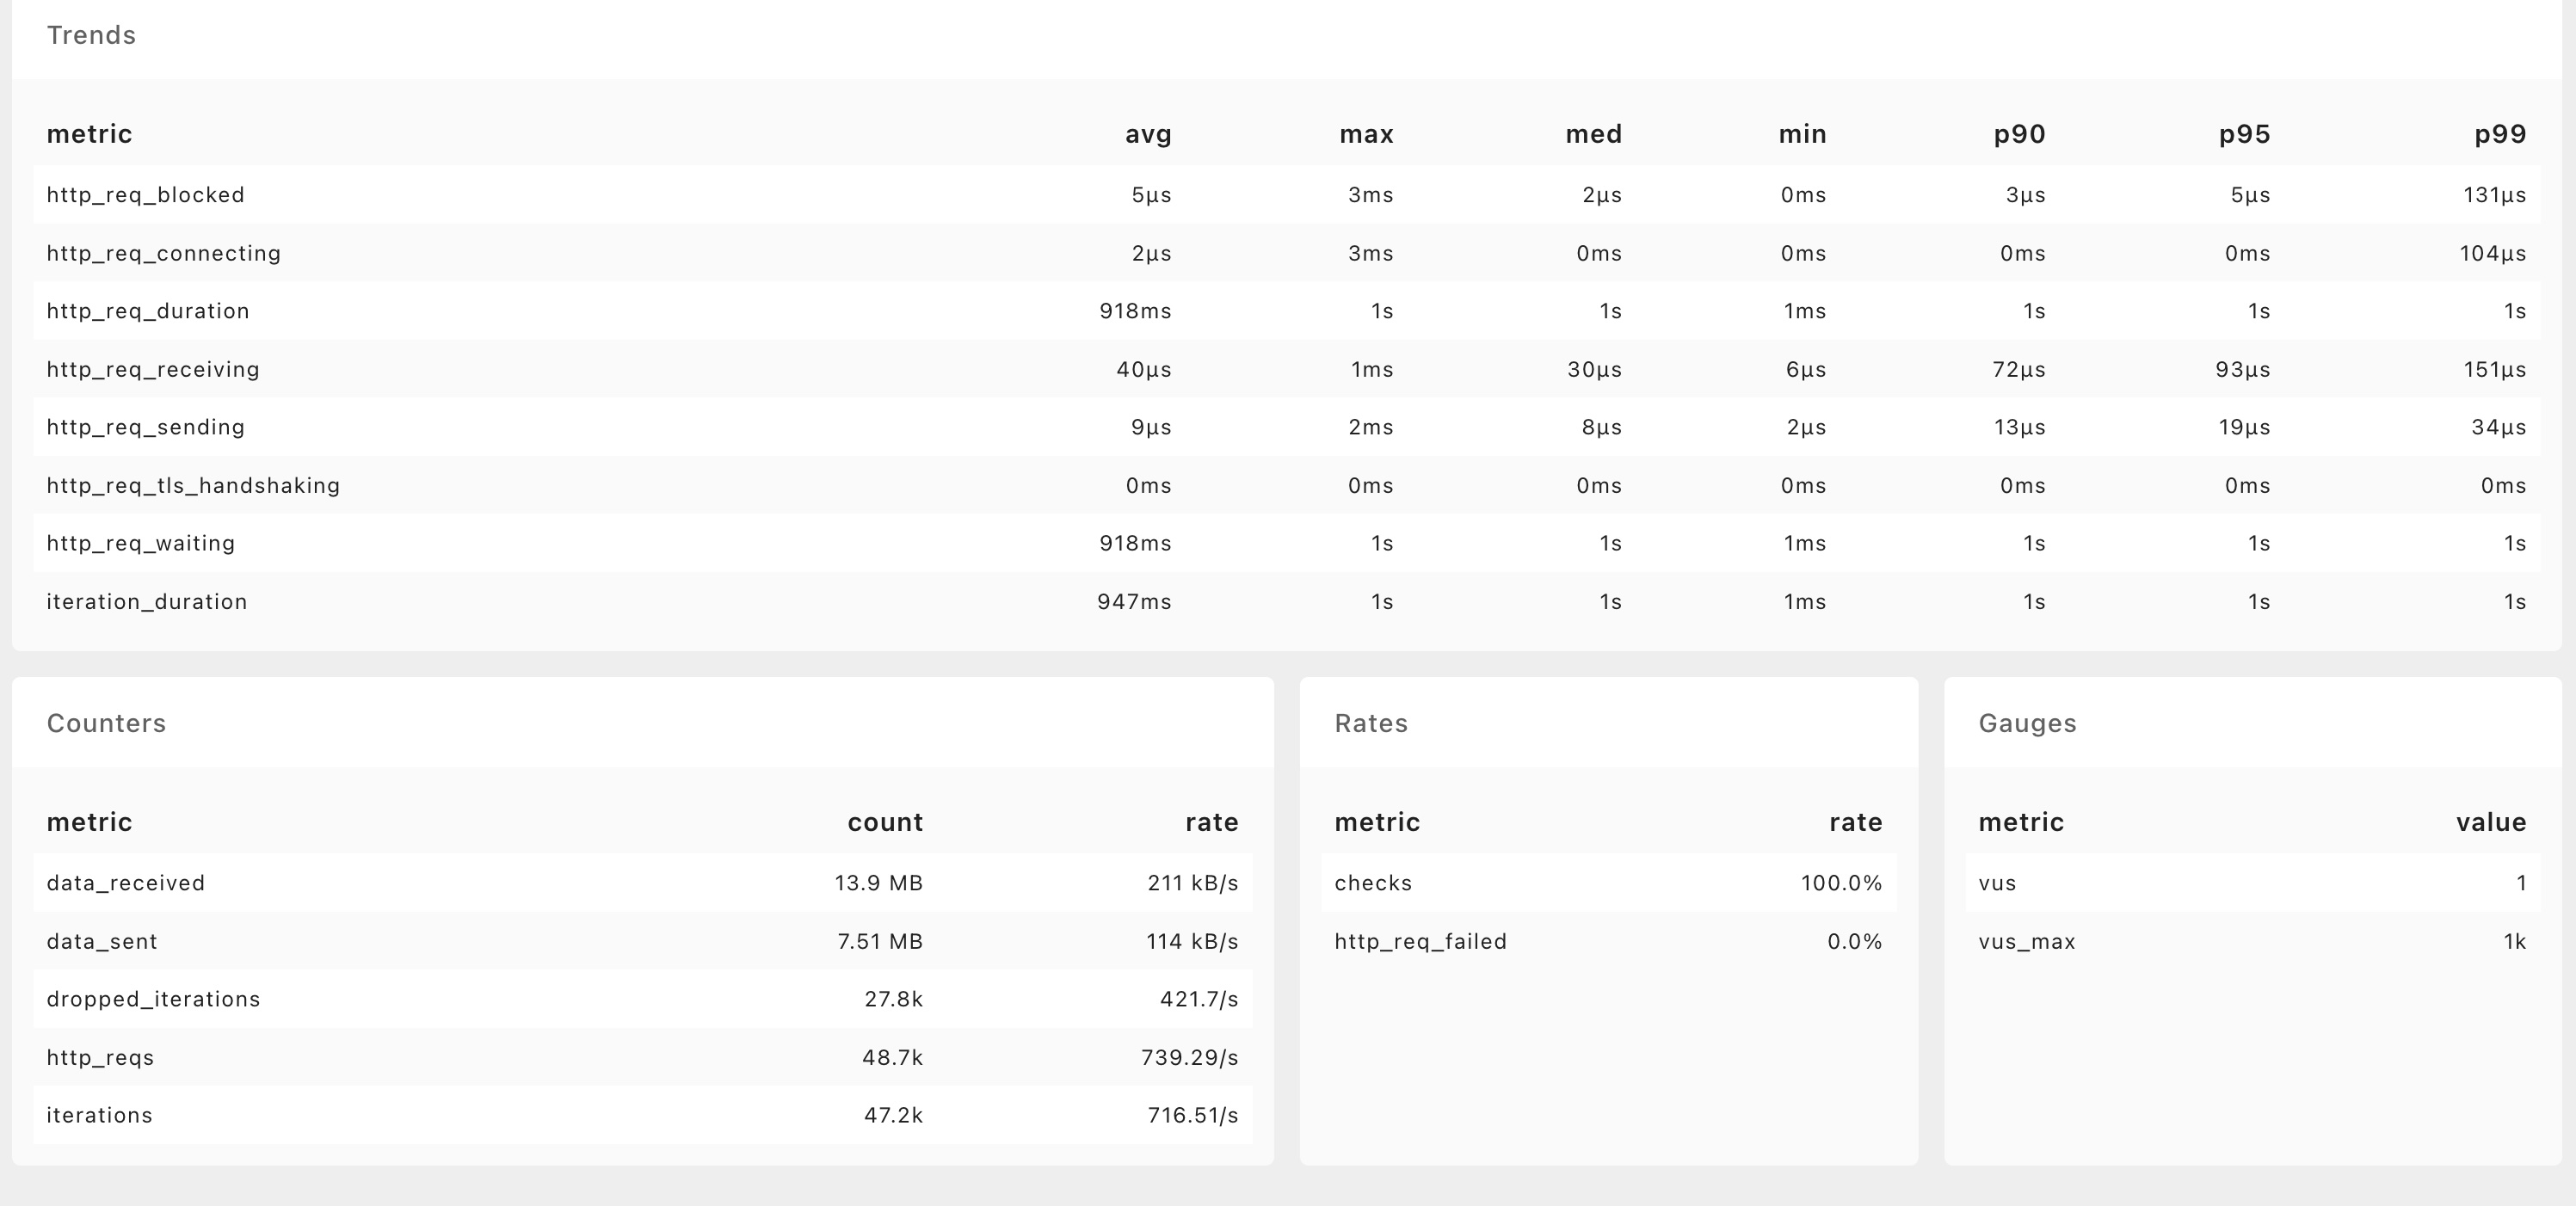 Trends
metric avg max med min p90 p95 p99
http_req_blocked 5µs 3ms 2µs 0ms 3µs 5µs 131µs
http_req_connecting 2µs 3ms 0ms 0ms 0ms 0ms 104µs
http_req_duration 918ms 1s 1s 1ms 1s 1s 1s
http_req_receiving 40µs 1ms 30µs 6µs 72µs 93µs 151µs
http_req_sending 9µs 2ms 8µs 2µs 13µs 19µs 34µs
http_req_tls_handshaking 0ms 0ms 0ms 0ms 0ms 0ms 0ms
http_req_waiting 918ms 1s 1s 1ms 1s 1s 1s
iteration_duration 947ms 1s 1s 1ms 1s 1s 1s
Counters
metric count rate
data_received 13.9 MB 211 kB/s
data_sent 7.51 MB 114 kB/s
dropped_iterations 27.8k 421.7/s
http_reqs 48.7k 739.29/s
iterations 47.2k 716.51/s
Rates
metric rate
checks 100.0%
http_req_failed 0.0%
Gauges
metric value
vus 1
vus_max 1k